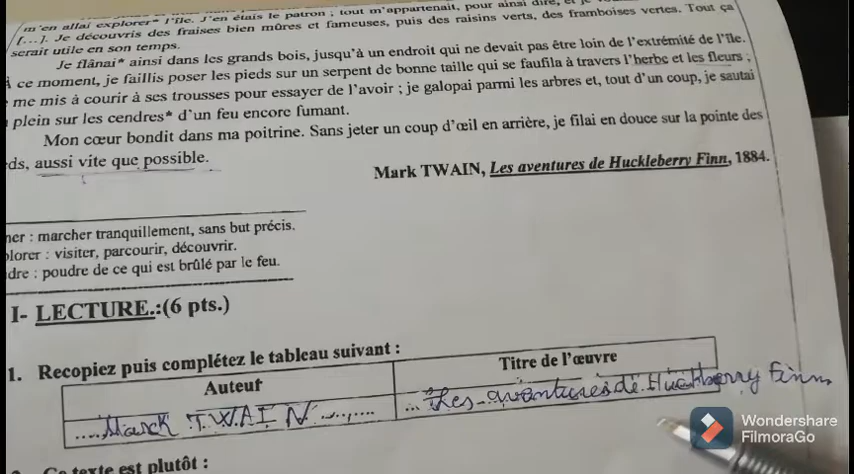 m'en allai explorer* l'île. J'en étais le patron ; tout m'appartenait, pour ainsi dire, et je
[…]. Je découvris des fraises bien mûres et fameuses, puis des raisins verts, des framboises vertes. Tout ça
serait utile en son temps.
Je flânai* ainsi dans les grands bois, jusqu'à un endroit qui ne devait pas être loin de l'extrémité de l'île.
À ce moment, je faillis poser les pieds sur un serpent de bonne taille qui se faufila à travers l'herbe et les fleurs ;
me mis à courir à ses trousses pour essayer de l'avoir ; je galopai parmi les arbres et, tout d'un coup, je sautai
plein sur les cendres* d'un feu encore fumant.
Mon cœur bondit dans ma poitrine. Sans jeter un coup d'œil en arrière, je filai en douce sur la pointe des
ds, aussi vite que possible.
Mark TWAIN, Les aventures de Huckleberry Finn, 1884.
ner : marcher tranquillement, sans but précis.
plorer : visiter, parcourir, découvrir.
dre : poudre de ce qui est brûlé par le feu.
I- LECTURE.:(6 pts.)
1. Recopiez puis complétez le tableau suivant :
Auteur Titre de l'œuvre
....Marck T.W.A.I.N......... ...Les aventures de Huckberry Finn
Ce texte est plutôt :
Wondershare
FilmoraGo